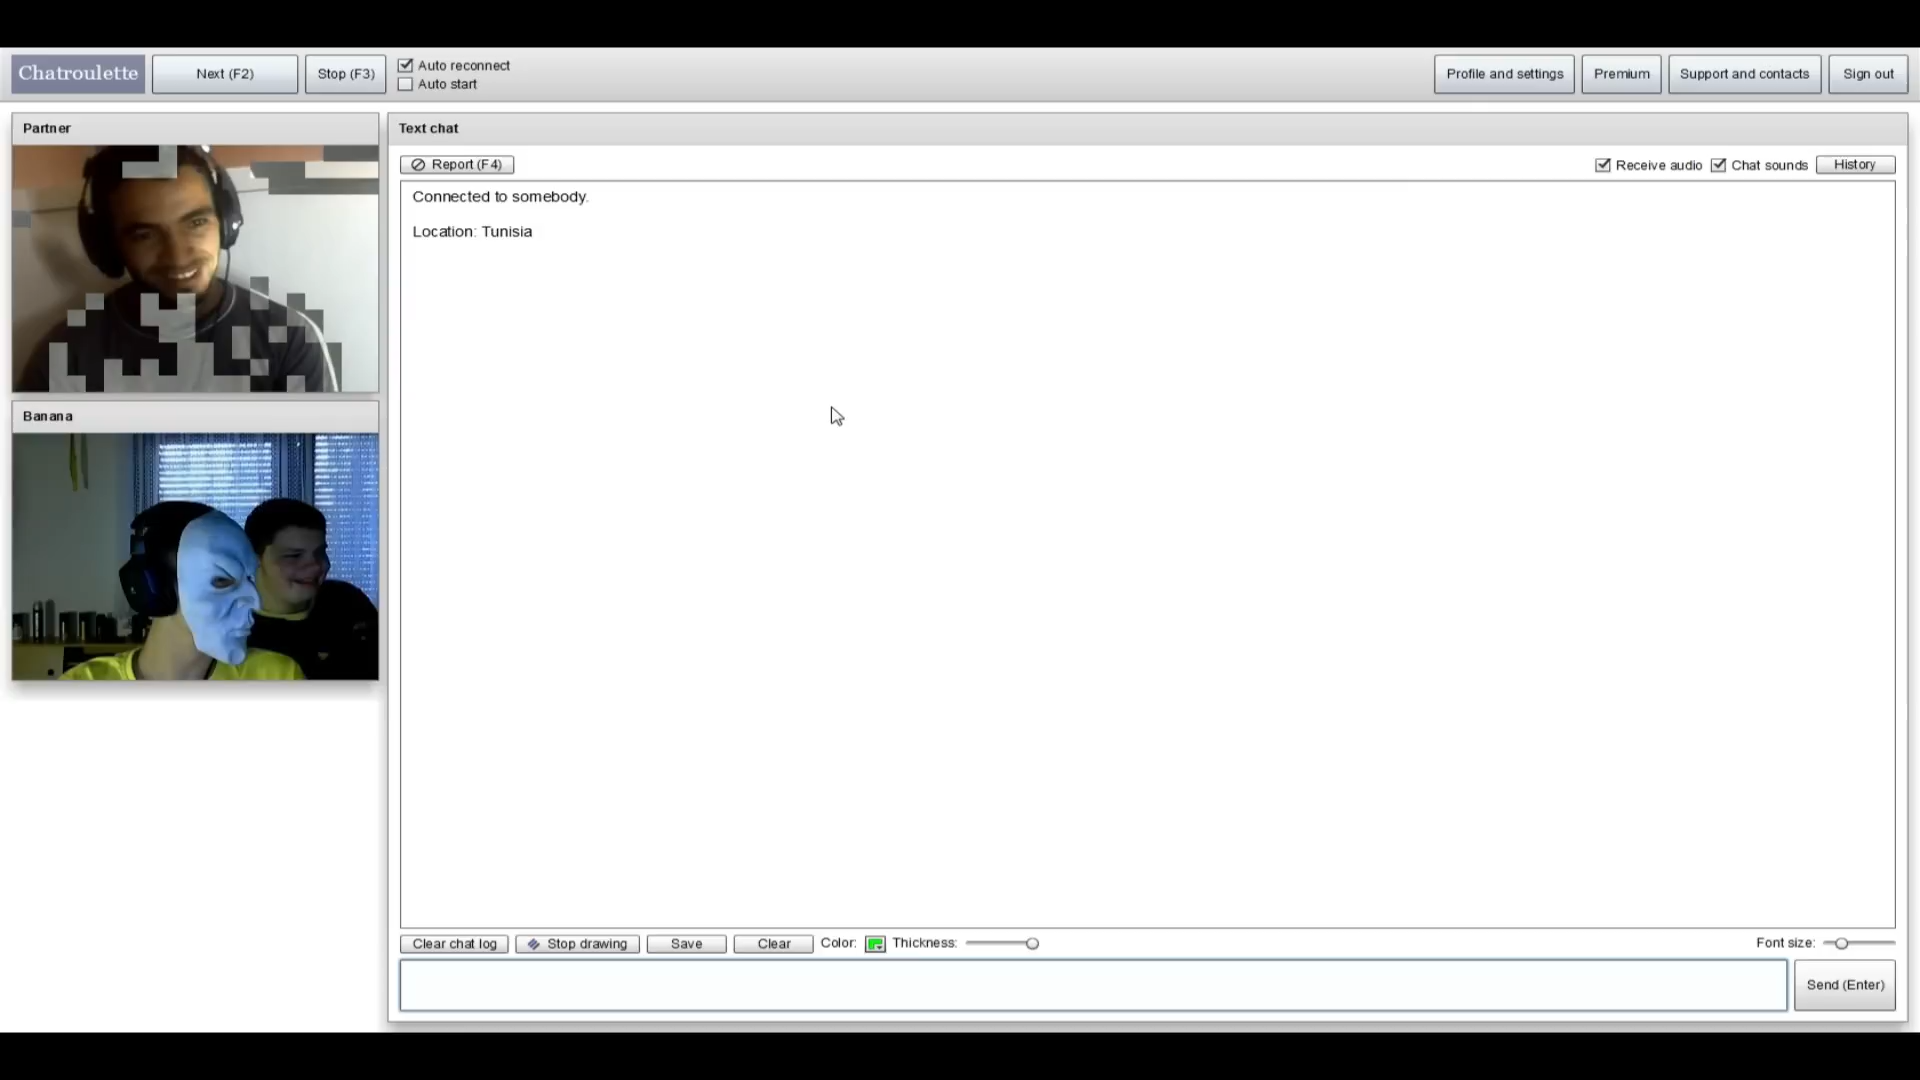 Chatroulette Next (F2) Stop (F3) Auto reconnect
Auto start
Profile and settings Premium Support and contacts Sign out
Partner
Banana
Text chat
Report (F4) Receive audio Chat sounds History
Connected to somebody.
Location: Tunisia
Clear chat log Stop drawing Save Clear Color: Thickness: Font size:
Send (Enter)